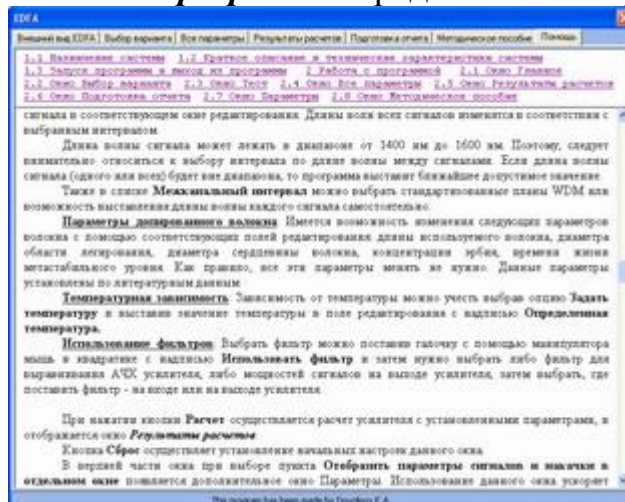 EDFA
Внешний вид EDFA Выбор варианта Все параметры Результаты расчетов Подготовка отчета Методическое пособие Помощь
1.1 Назначение системы 1.2 Краткое описание и технические характеристики системы
1.3 Запуск программы и выход из программы 2 Работа с программой 2.1 Окно Главное
2.2 Окно Выбор варианта 2.3 Окно Тест 2.4 Окно Все параметры 2.5 Окно Результаты расчетов
2.6 Окно Подготовка отчета 2.7 Окно Параметры 2.8 Окно Методическое пособие
сигнала в соответствующем окне редактирования. Длины волн всех сигналов изменятся в соответствии с
выбранным интервалом.
Длина волны сигнала может лежать в диапазоне от 1400 нм до 1600 нм. Поэтому, следует
внимательно относиться к выбору интервала по длине волны между сигналами. Если длина волны
сигнала (одного или всех) будет вне диапазона, то программа выставит ближайшее допустимое значение.
Также в списке Межканальный интервал можно выбрать стандартизованные планы WDM или
возможность выставления длины волны каждого сигнала самостоятельно.
Параметры допированного волокна. Имеется возможность изменения следующих параметров
волокна с помощью соответствующих полей редактирования: длины используемого волокна, диаметра
области легирования, диаметра сердцевины волокна, концентрации эрбия, времени жизни
метастабильного уровня. Как правило, все эти параметры менять не нужно. Данные параметры
установлены по литературным данным.
Температурная зависимость. Зависимость от температуры можно учесть выбрав опцию Задать
температуру и выставив значение температуры в поле редактирования с надписью Определенная
температура.
Использование фильтров. Выбрать фильтр можно поставив галочку с помощью манипулятора
мышь в квадратике с надписью Использовать фильтр и затем нужно выбрать либо фильтр для
выравнивания АЧХ усилителя, либо мощностей сигналов на выходе усилителя, затем выбрать, где
поставить фильтр - на входе или на выходе усилителя.
При нажатии кнопки Расчет осуществляется расчет усилителя с установленными параметрами, и
отображается окно Результаты расчетов.
Кнопка Сброс осуществляет установление начальных настроек данного окна.
В верхней части окна при выборе пункта Отобразить параметры сигналов и накачки в
отдельном окне появляется дополнительное окно Параметры. Использование данного окна ускоряет
This program has been made by